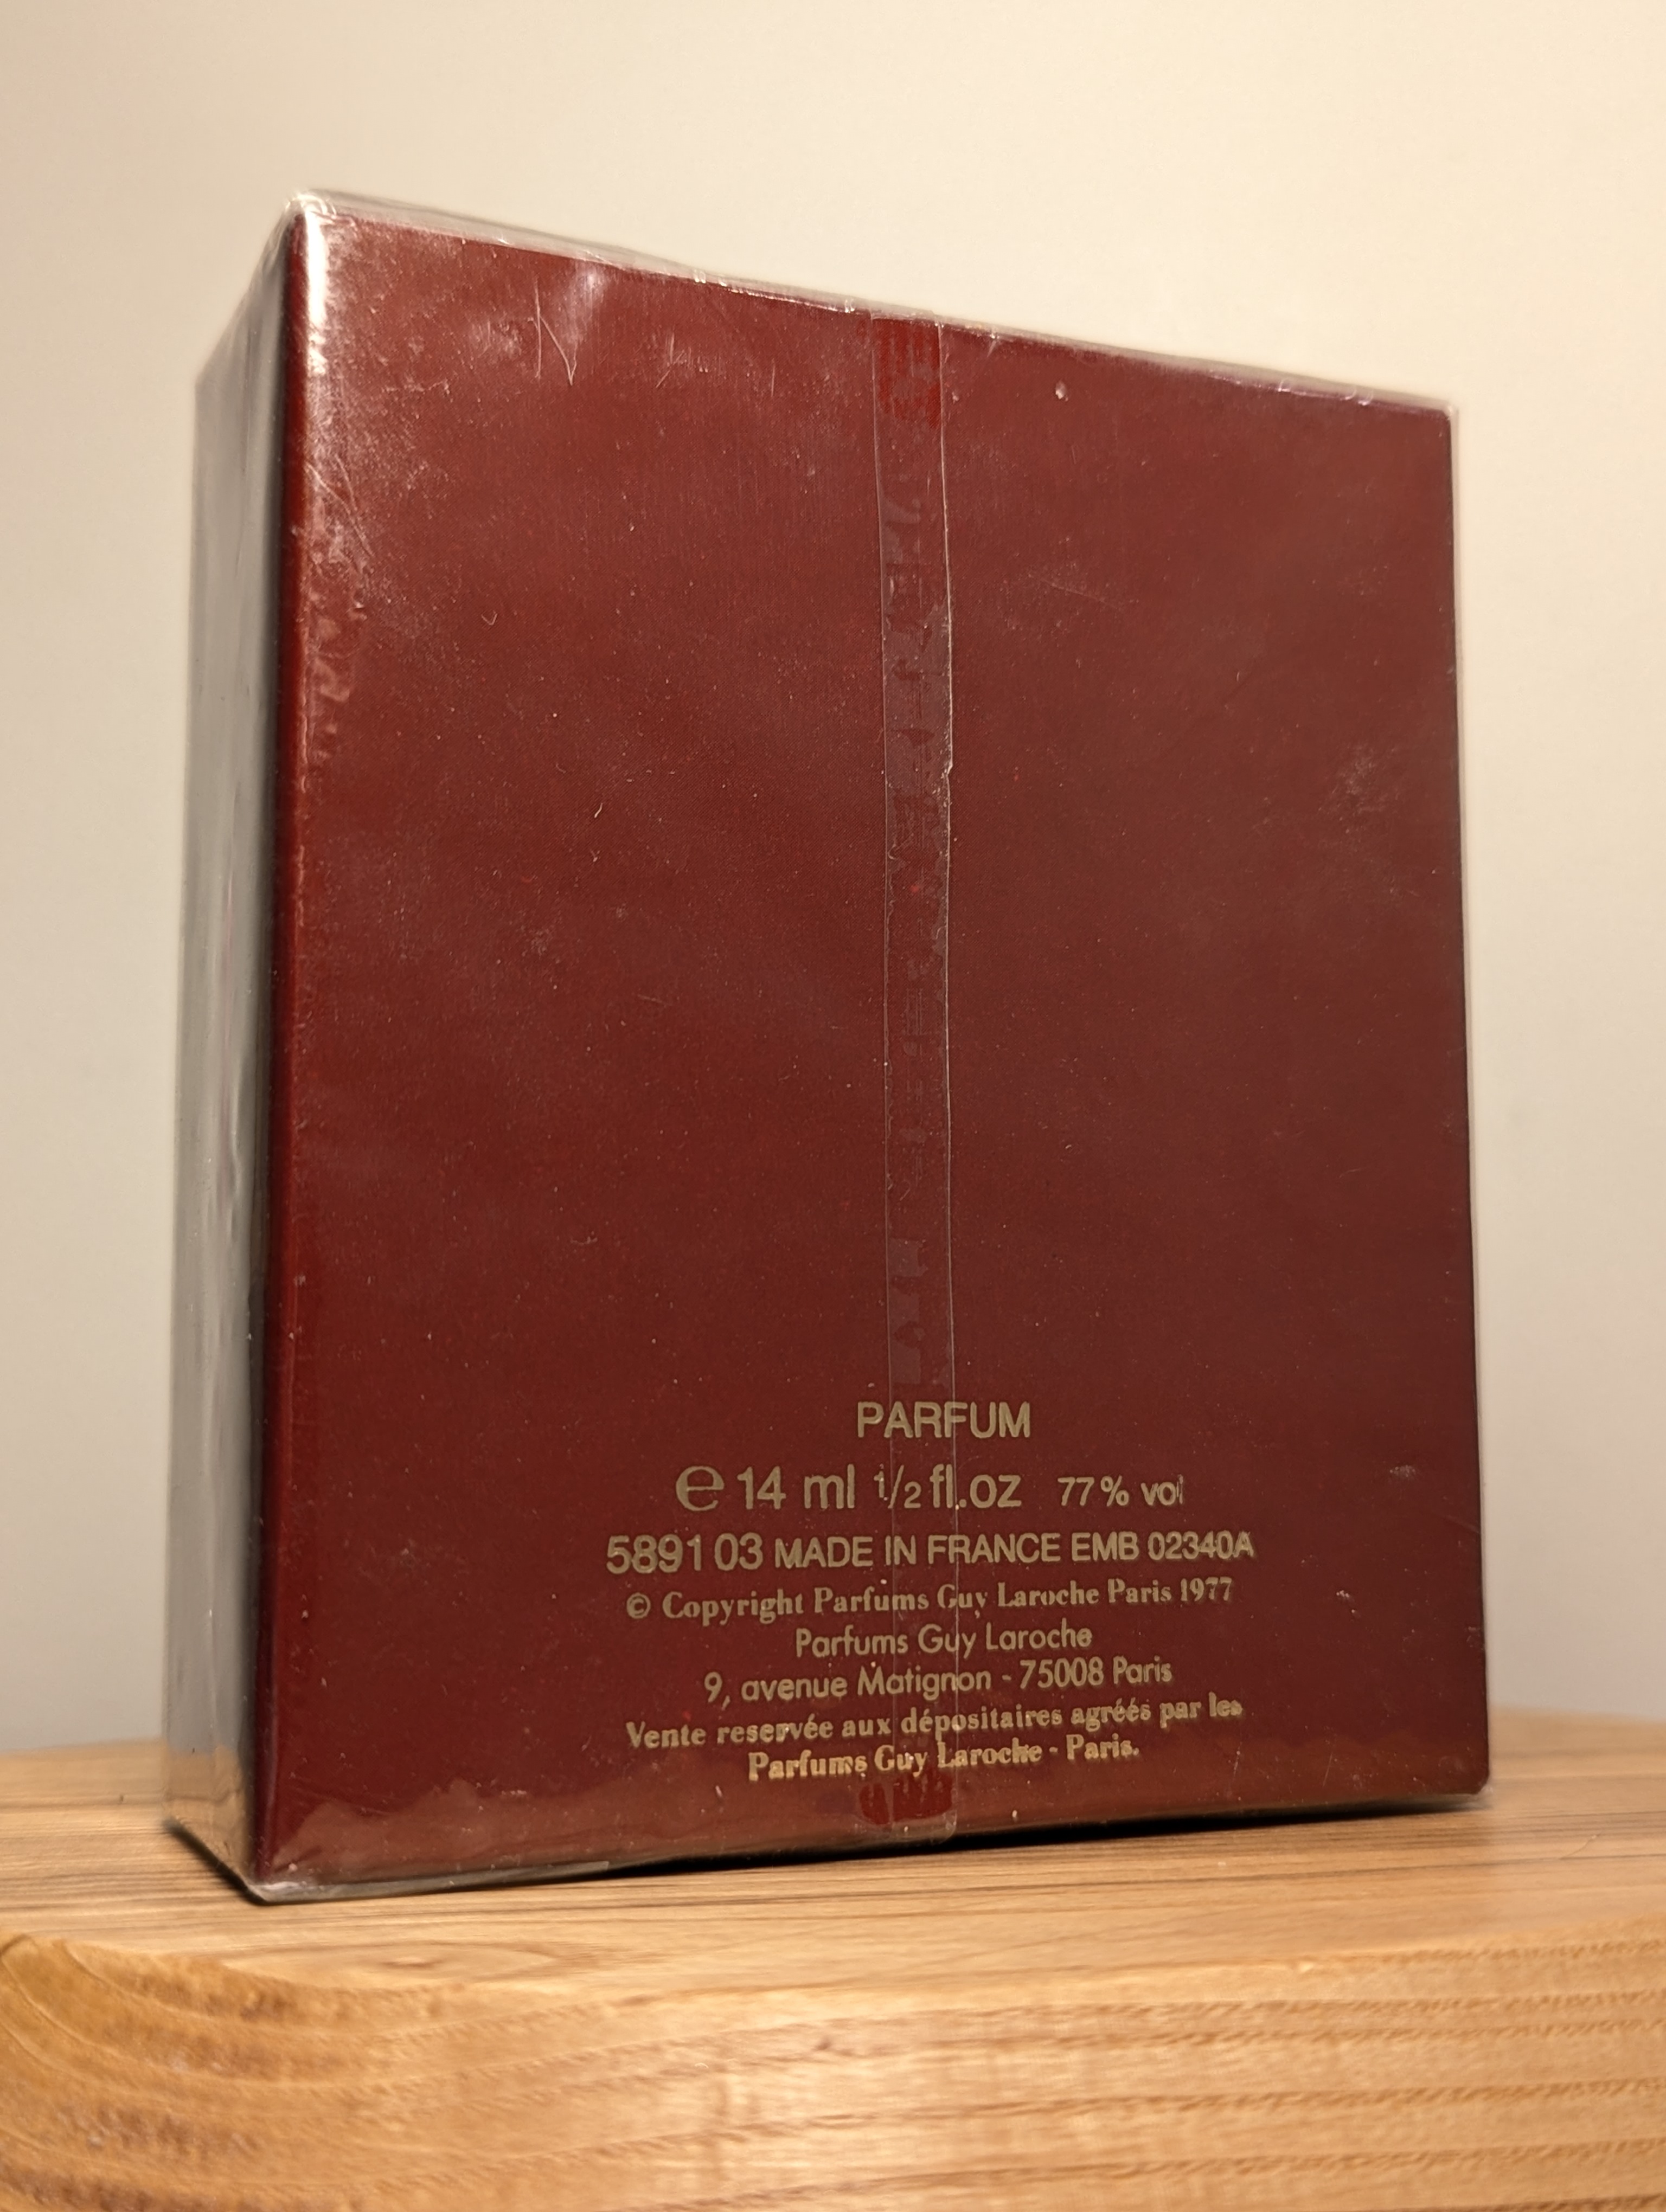 PARFUM
℮ 14 ml 1/2 fl.oz 77% vol
5891 03 MADE IN FRANCE EMB 02340A
© Copyright Parfums Guy Laroche Paris 1977
Parfums Guy Laroche
9, avenue Matignon - 75008 Paris
Vente reservée aux dépositaires agréés par les
Parfums Guy Laroche - Paris.